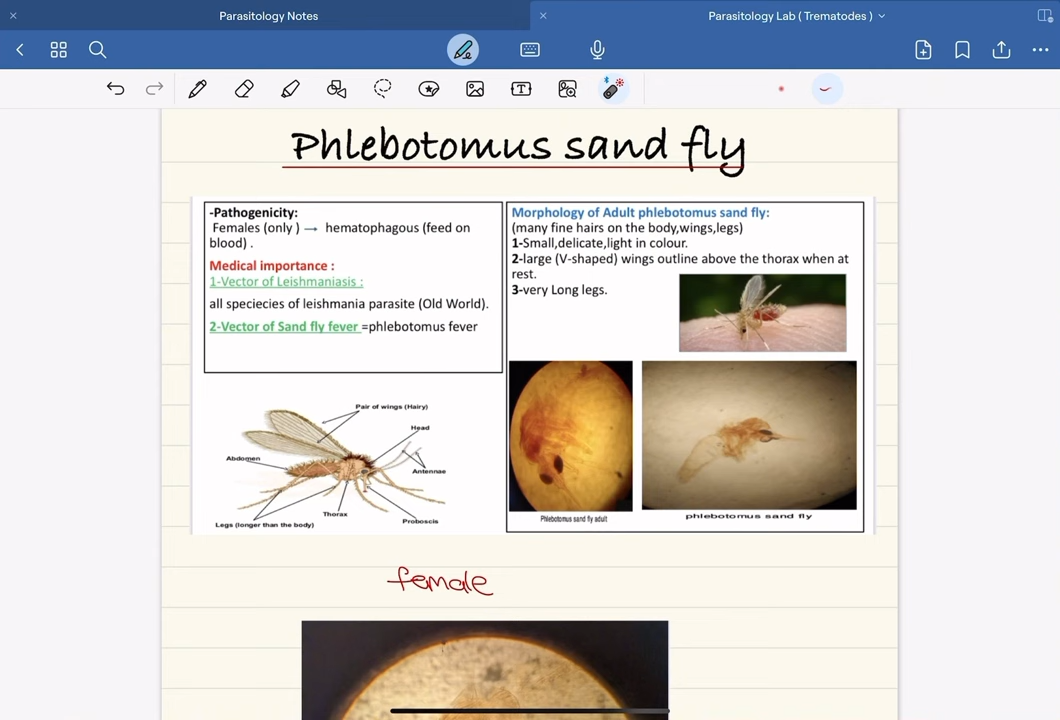 Parasitology Notes
Parasitology Lab ( Trematodes )
Phlebotomus sand fly
-Pathogenicity:
Females (only ) → hematophagous (feed on
blood) .
Medical importance :
1-Vector of Leishmaniasis :
all speciecies of leishmania parasite (Old World).
2-Vector of Sand fly fever =phlebotomus fever
Morphology of Adult phlebotomus sand fly:
(many fine hairs on the body,wings,legs)
1-Small,delicate,light in colour.
2-large (V-shaped) wings outline above the thorax when at
rest.
3-very Long legs.
Pair of wings (Hairy)
Head
Abdomen
Antennae
Thorax
Proboscis
Legs (longer than the body)
Phlebotomus sand fly adult
phlebotomus sand fly
female